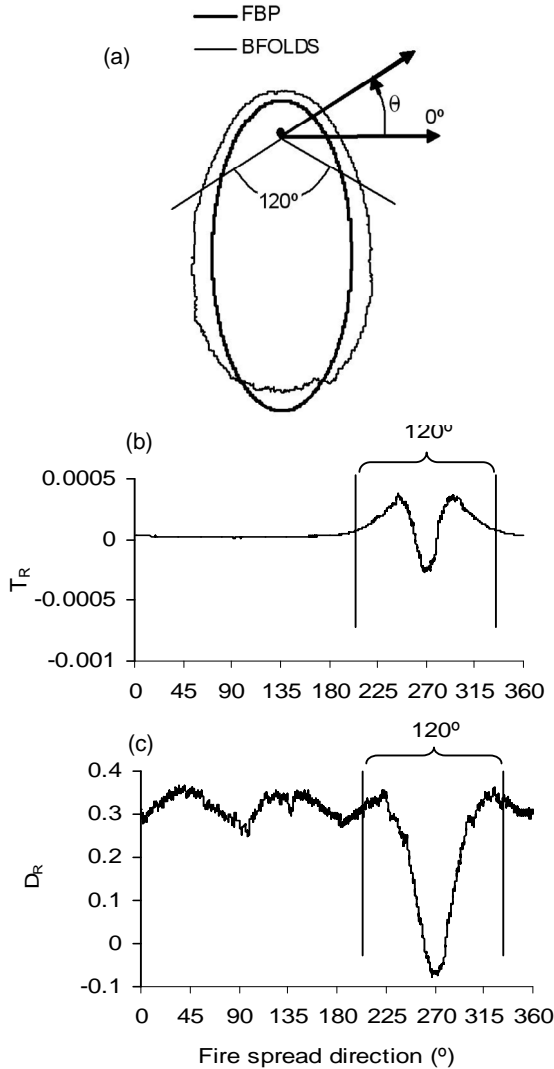 FBP
BFOLDS
(a)
θ
0º
120º
(b)
120º
0.0005
0
-0.0005
-0.001
T_R
0 45 90 135 180 225 270 315 360
(c)
120º
0.4
0.3
0.2
0.1
0
-0.1
D_R
0 45 90 135 180 225 270 315 360
Fire spread direction (º)